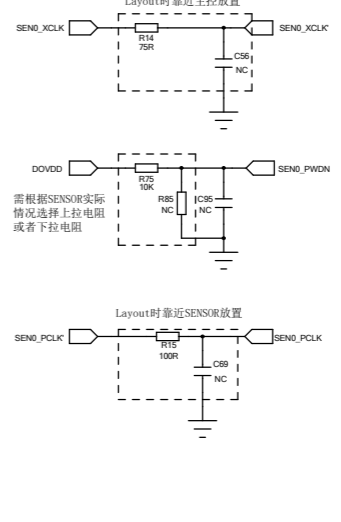 Layout时靠近主控放置
SEN0_XCLK
R14
75R
SEN0_XCLK'
C56
NC
DOVDD
R75
10K
SEN0_PWDN
R85
NC
C95
NC
需根据SENSOR实际
情况选择上拉电阻
或者下拉电阻
Layout时靠近SENSOR放置
SEN0_PCLK'
R15
100R
SEN0_PCLK
C69
NC